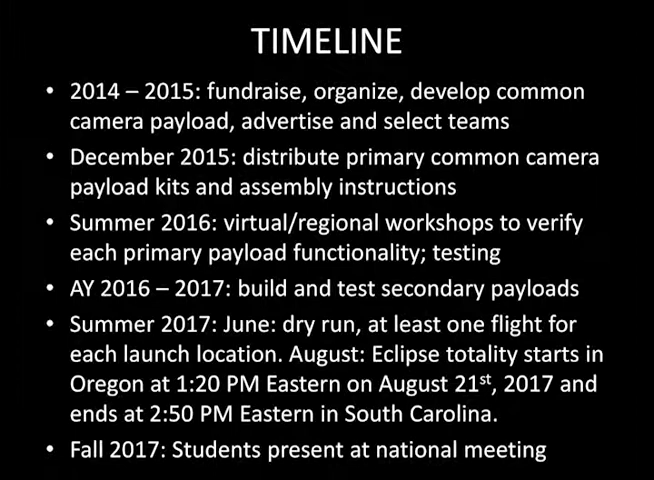 TIMELINE
• 2014 – 2015: fundraise, organize, develop common
camera payload, advertise and select teams
• December 2015: distribute primary common camera
payload kits and assembly instructions
• Summer 2016: virtual/regional workshops to verify
each primary payload functionality; testing
• AY 2016 – 2017: build and test secondary payloads
• Summer 2017: June: dry run, at least one flight for
each launch location. August: Eclipse totality starts in
Oregon at 1:20 PM Eastern on August 21st, 2017 and
ends at 2:50 PM Eastern in South Carolina.
• Fall 2017: Students present at national meeting